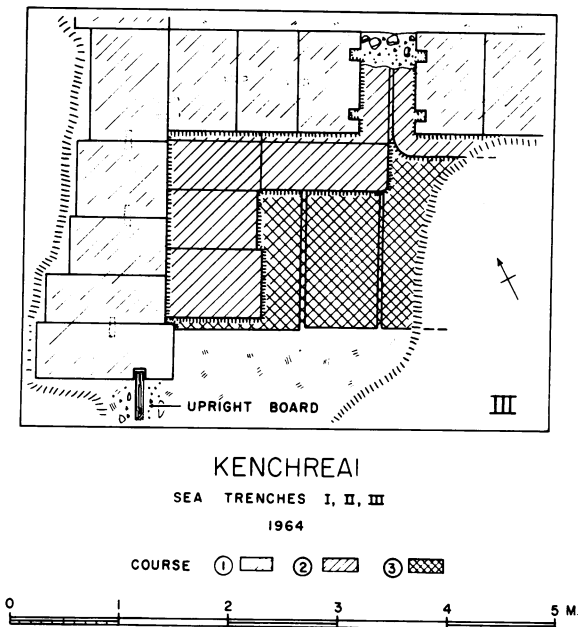 UPRIGHT BOARD
III
KENCHREAI
SEA TRENCHES I, II, III
1964
COURSE 1 2 3
0 1 2 3 4 5 M.